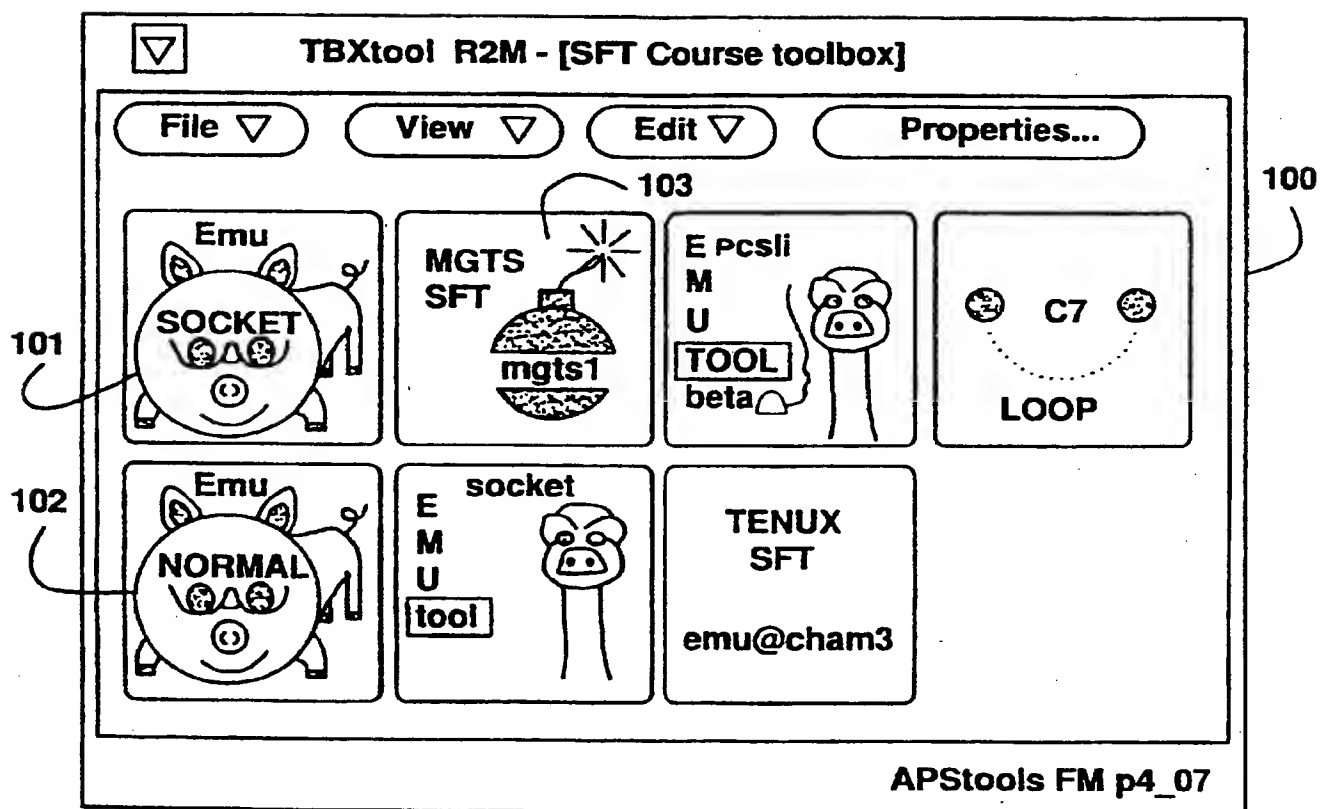 TBXtool R2M - [SFT Course toolbox]
File View Edit Properties...
100
103
Emu
SOCKET
101
MGTS
SFT
mgts1
E pcsli
M
U
TOOL
beta
C7
LOOP
Emu
NORMAL
102
socket
E
M
U
tool
TENUX
SFT
emu@cham3
APStools FM p4_07